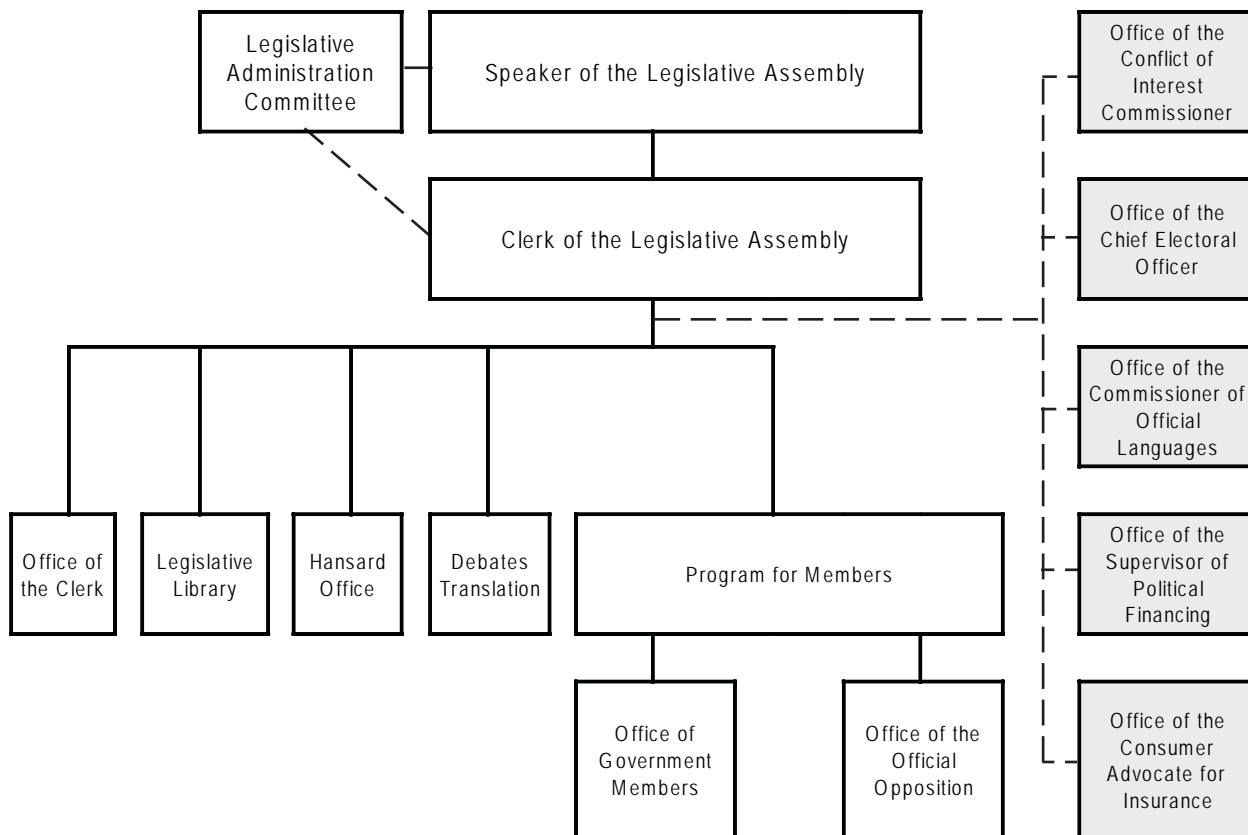 Legislative
Administration
Committee
Speaker of the Legislative Assembly
Office of the
Conflict of
Interest
Commissioner
Clerk of the Legislative Assembly
Office of the
Chief Electoral
Officer
Office of the
Commissioner of
Official
Languages
Office of
the Clerk
Legislative
Library
Hansard
Office
Debates
Translation
Program for Members
Office of the
Supervisor of
Political
Financing
Office of
Government
Members
Office of the
Official
Opposition
Office of the
Consumer
Advocate for
Insurance